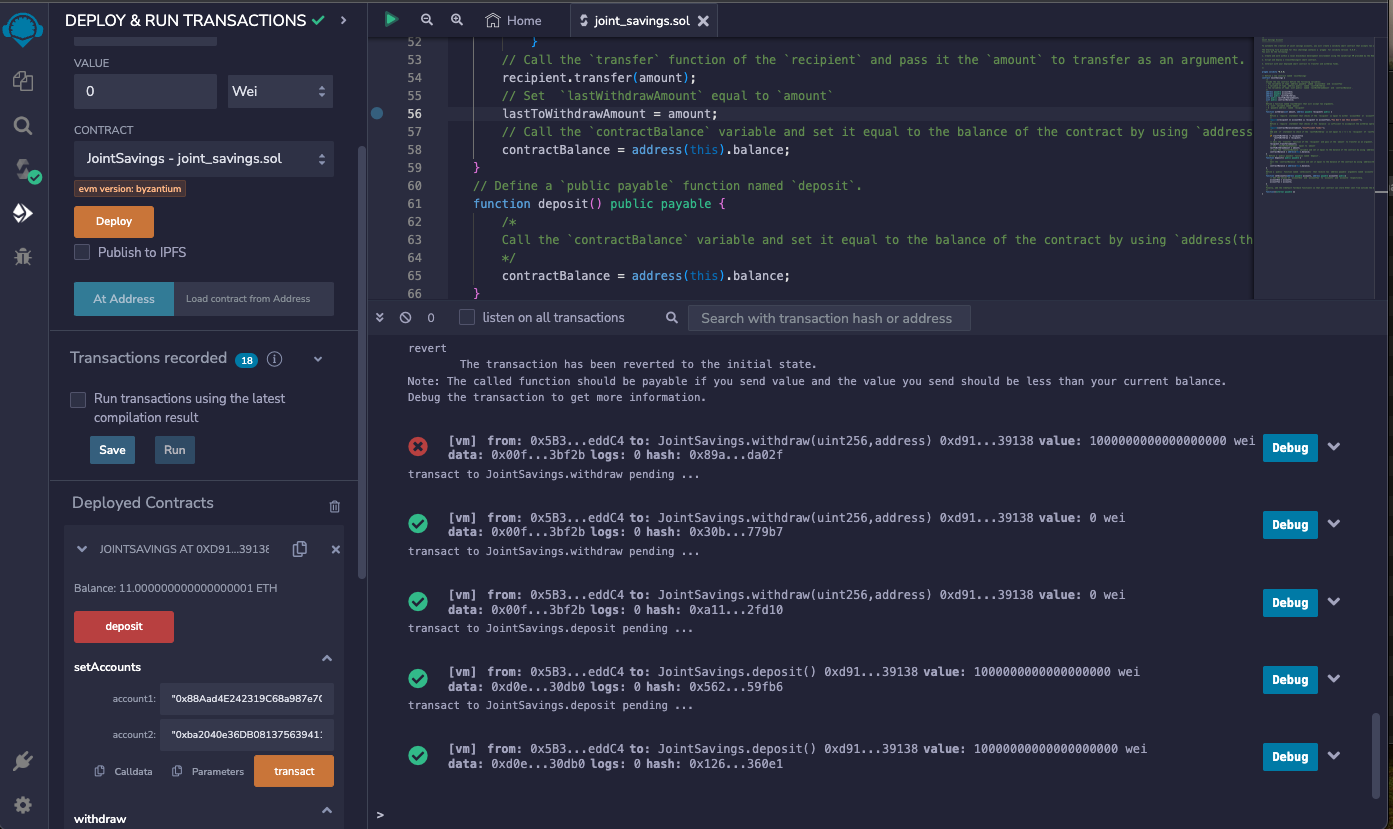 DEPLOY & RUN TRANSACTIONS
VALUE
0
Wei
CONTRACT
JointSavings - joint_savings.sol
evm version: byzantium
Deploy
Publish to IPFS
At Address
Load contract from Address
Transactions recorded 18 i
Run transactions using the latest
compilation result
Save
Run
Deployed Contracts
JOINTSAVINGS AT 0XD91...39138
Balance: 11.000000000000000001 ETH
deposit
setAccounts
account1: "0x88Aad4E242319C68a987e7C
account2: "0xba2040e36DB08137563941:
Calldata
Parameters
transact
withdraw
Home
joint_savings.sol
52 }
53 // Call the `transfer` function of the `recipient` and pass it the `amount` to transfer as an argument.
54 recipient.transfer(amount);
55 // Set  `lastWithdrawAmount` equal to `amount`
56 lastToWithdrawAmount = amount;
57 // Call the `contractBalance` variable and set it equal to the balance of the contract by using `address
58 contractBalance = address(this).balance;
59 }
60 // Define a `public payable` function named `deposit`.
61 function deposit() public payable {
62 /*
63 Call the `contractBalance` variable and set it equal to the balance of the contract by using `address(th
64 */
65 contractBalance = address(this).balance;
66 }
0
listen on all transactions
Search with transaction hash or address
revert
The transaction has been reverted to the initial state.
Note: The called function should be payable if you send value and the value you send should be less than your current balance.
Debug the transaction to get more information.
[vm] from: 0x5B3...eddC4 to: JointSavings.withdraw(uint256,address) 0xd91...39138 value: 1000000000000000000 wei
data: 0x00f...3bf2b logs: 0 hash: 0x89a...da02f
Debug
transact to JointSavings.withdraw pending ...
[vm] from: 0x5B3...eddC4 to: JointSavings.withdraw(uint256,address) 0xd91...39138 value: 0 wei
data: 0x00f...3bf2b logs: 0 hash: 0x30b...779b7
Debug
transact to JointSavings.withdraw pending ...
[vm] from: 0x5B3...eddC4 to: JointSavings.withdraw(uint256,address) 0xd91...39138 value: 0 wei
data: 0x00f...3bf2b logs: 0 hash: 0xa11...2fd10
Debug
transact to JointSavings.deposit pending ...
[vm] from: 0x5B3...eddC4 to: JointSavings.deposit() 0xd91...39138 value: 1000000000000000000 wei
data: 0xd0e...30db0 logs: 0 hash: 0x562...59fb6
Debug
transact to JointSavings.deposit pending ...
[vm] from: 0x5B3...eddC4 to: JointSavings.deposit() 0xd91...39138 value: 10000000000000000000 wei
data: 0xd0e...30db0 logs: 0 hash: 0x126...360e1
Debug
>